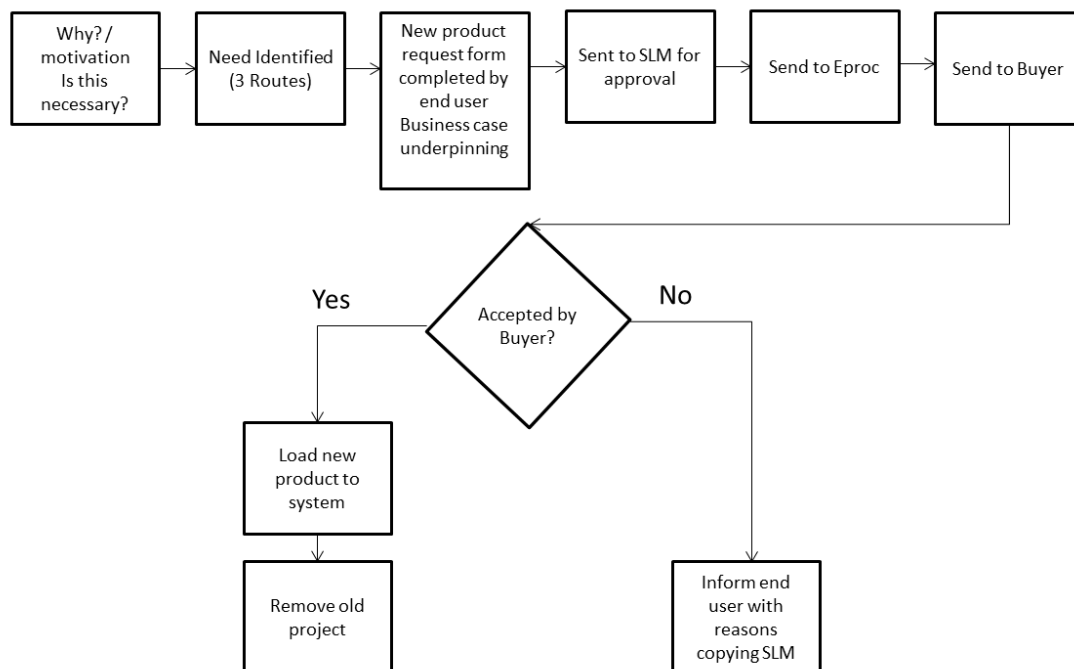 Why? /
motivation
Is this
necessary?
Need Identified
(3 Routes)
New product
request form
completed by
end user
Business case
underpinning
Sent to SLM for
approval
Send to Eproc
Send to Buyer
Yes
No
Accepted by
Buyer?
Load new
product to
system
Remove old
project
Inform end
user with
reasons
copying SLM